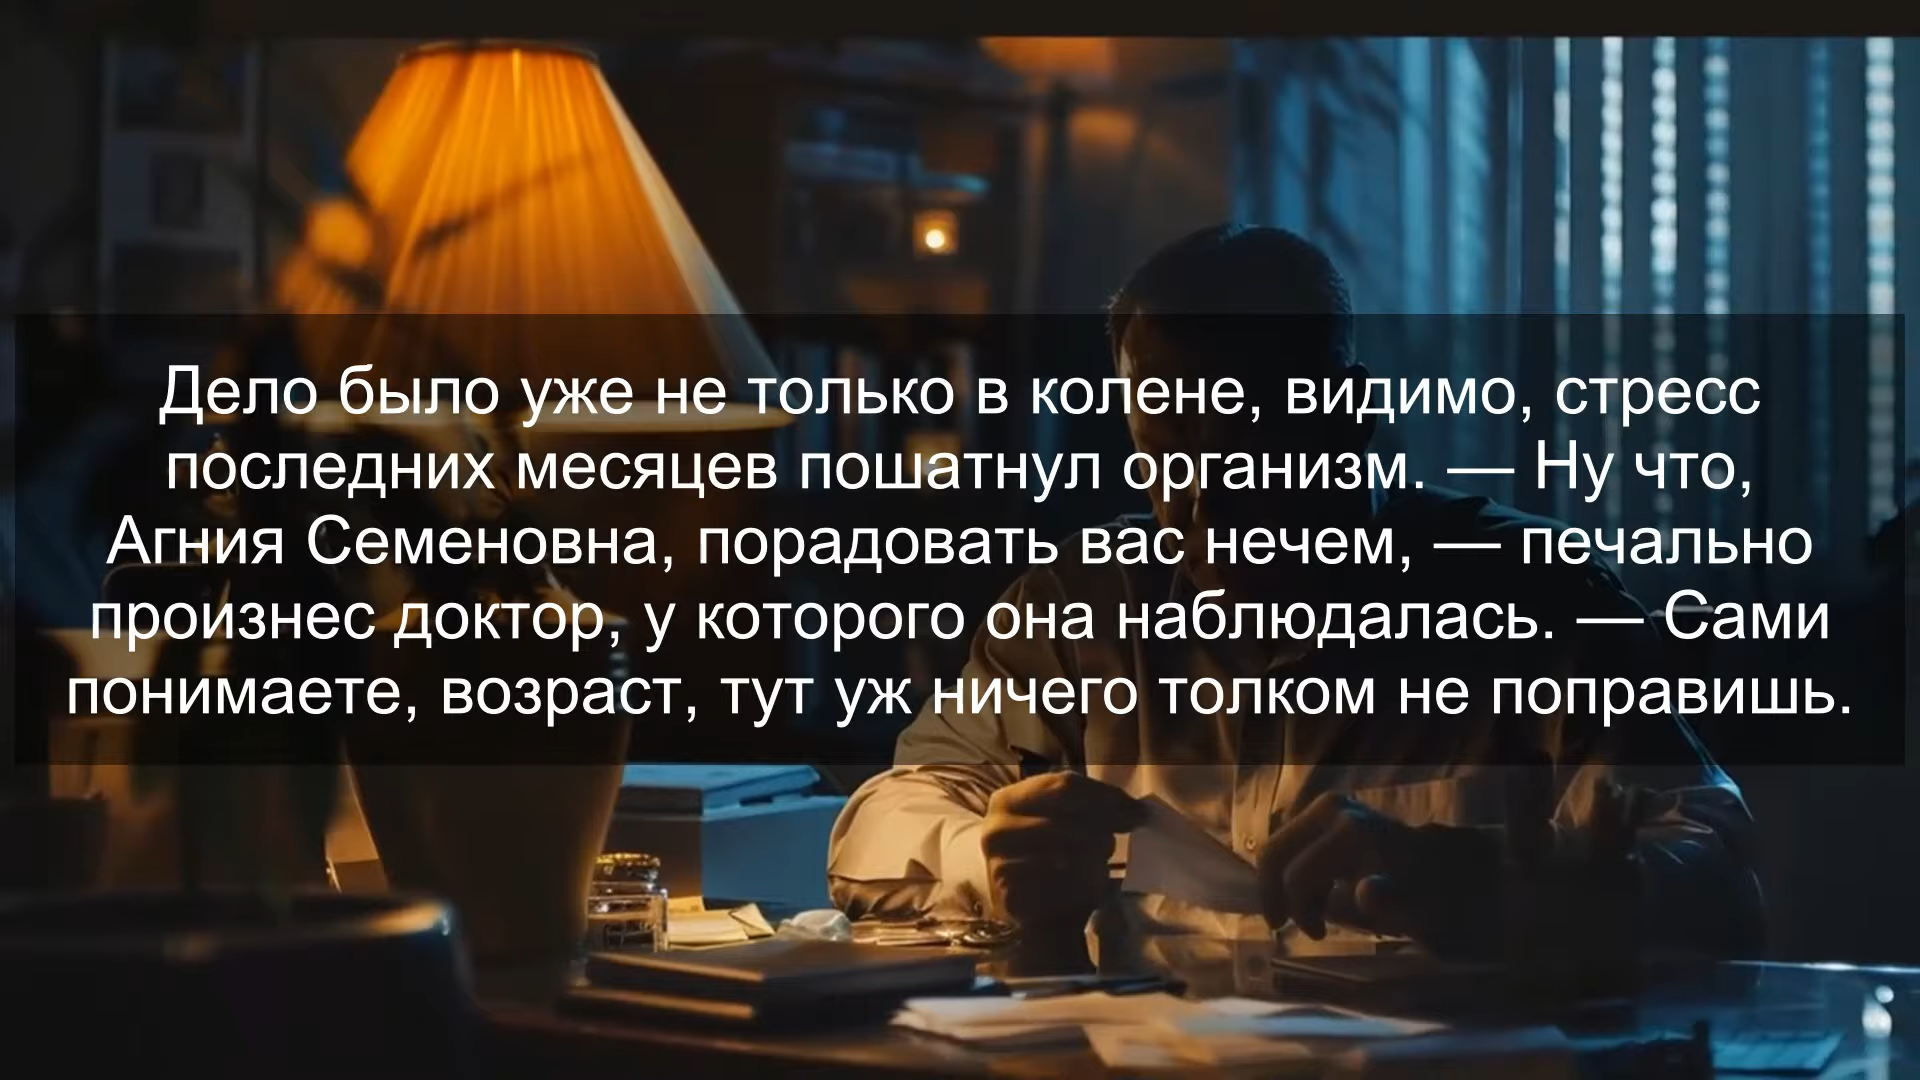 Дело было уже не только в колене, видимо, стресс
последних месяцев пошатнул организм. — Ну что,
Агния Семеновна, порадовать вас нечем, — печально
произнес доктор, у которого она наблюдалась. — Сами
понимаете, возраст, тут уж ничего толком не поправишь.